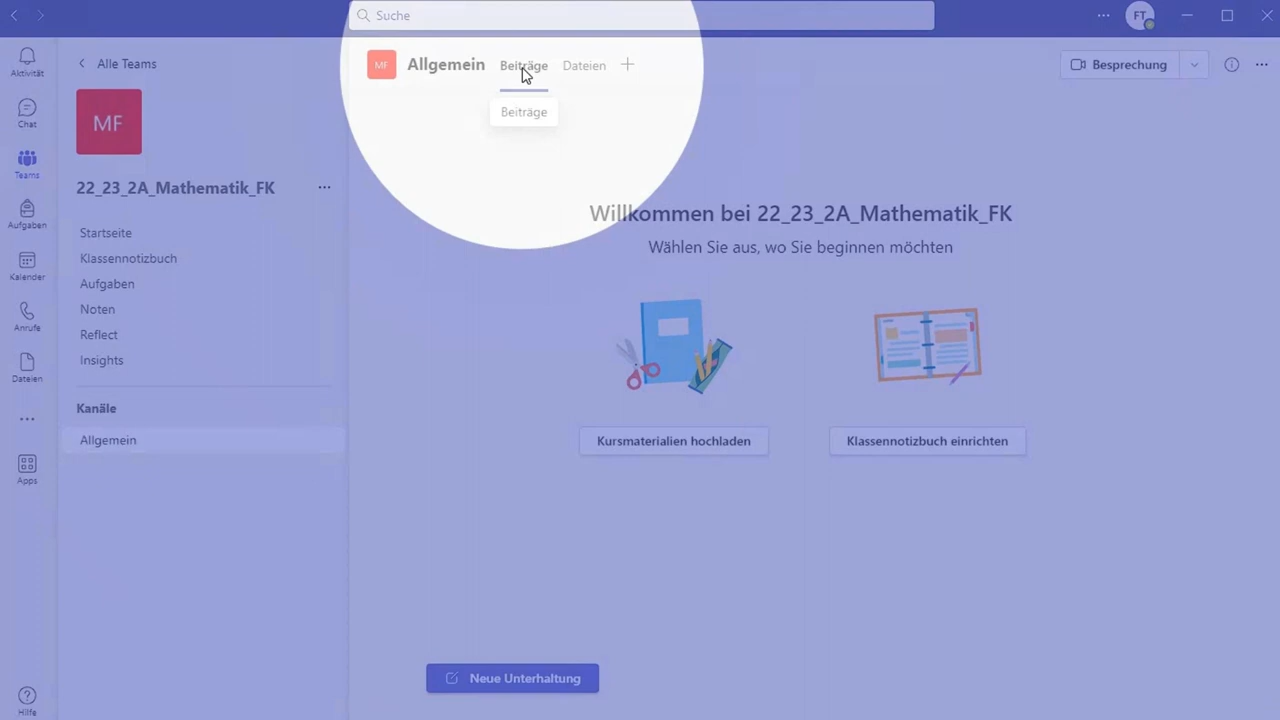 Suche
FT
Aktivität
Chat
Teams
Aufgaben
Kalender
Anrufe
Dateien
Apps
Hilfe
Alle Teams
MF
22_23_2A_Mathematik_FK
Startseite
Klassennotizbuch
Aufgaben
Noten
Reflect
Insights
Kanäle
Allgemein
MF Allgemein Beiträge Dateien
Besprechung
Beiträge
Willkommen bei 22_23_2A_Mathematik_FK
Wählen Sie aus, wo Sie beginnen möchten
Kursmaterialien hochladen
Klassennotizbuch einrichten
Neue Unterhaltung